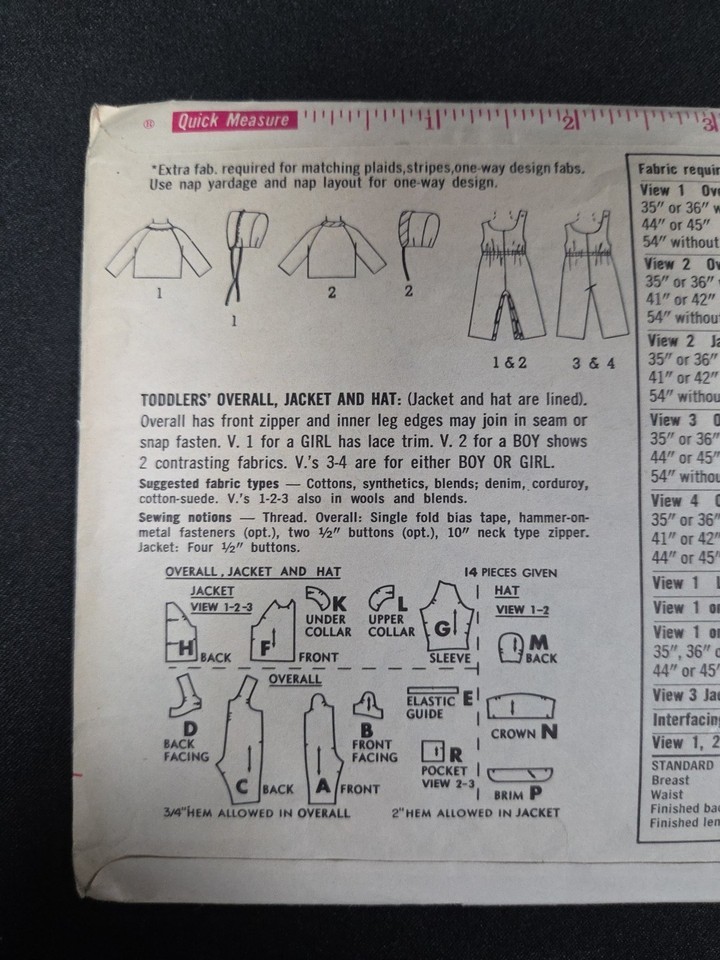 ® Quick Measure 1 2 3
*Extra fab. required for matching plaids,stripes,one-way design fabs.
Use nap yardage and nap layout for one-way design.
1
1
2
2
1 & 2
3 & 4
TODDLERS' OVERALL, JACKET AND HAT: (Jacket and hat are lined).
Overall has front zipper and inner leg edges may join in seam or
snap fasten. V. 1 for a GIRL has lace trim. V. 2 for a BOY shows
2 contrasting fabrics. V.'s 3-4 are for either BOY OR GIRL.
Suggested fabric types — Cottons, synthetics, blends; denim, corduroy,
cotton-suede. V.'s 1-2-3 also in wools and blends.
Sewing notions — Thread. Overall: Single fold bias tape, hammer-on-
metal fasteners (opt.), two ½" buttons (opt.), 10" neck type zipper.
Jacket: Four ½" buttons.
OVERALL, JACKET AND HAT
14 PIECES GIVEN
JACKET
VIEW 1-2-3
H BACK
F FRONT
K
UNDER
COLLAR
L
UPPER
COLLAR
G
SLEEVE
HAT
VIEW 1-2
M
BACK
OVERALL
D
BACK
FACING
C BACK
A FRONT
B
FRONT
FACING
ELASTIC E
GUIDE
R
POCKET
VIEW 2-3
CROWN N
BRIM P
3/4"HEM ALLOWED IN OVERALL
2"HEM ALLOWED IN JACKET
Fabric requir
View 1 Ove
35" or 36" w
44" or 45"
54" without
View 2 Ov
35" or 36"
41" or 42"
54" withou
View 2 Ja
35" or 36"
41" or 42"
54" withou
View 3 O
35" or 36"
44" or 45"
54" withou
View 4
35" or 36"
41" or 42"
44" or 45"
View 1
View 1 or
View 1 or
35", 36"
44" or 45"
View 3 Jac
Interfacing
View 1, 2
STANDARD
Breast
Waist
Finished bac
Finished len